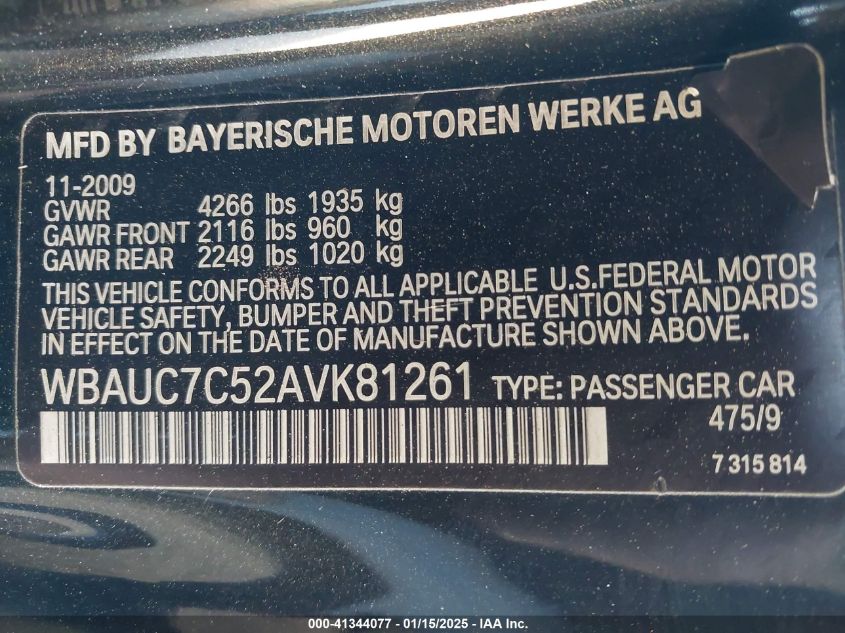 MFD BY BAYERISCHE MOTOREN WERKE AG
11-2009
GVWR 4266 lbs 1935 kg
GAWR FRONT 2116 lbs 960 kg
GAWR REAR 2249 lbs 1020 kg
THIS VEHICLE CONFORMS TO ALL APPLICABLE U.S.FEDERAL MOTOR
VEHICLE SAFETY, BUMPER AND THEFT PREVENTION STANDARDS
IN EFFECT ON THE DATE OF MANUFACTURE SHOWN ABOVE.
WBAUC7C52AVK81261 TYPE: PASSENGER CAR
475/9
7 315 814
000-41344077 - 01/15/2025 - IAA Inc.